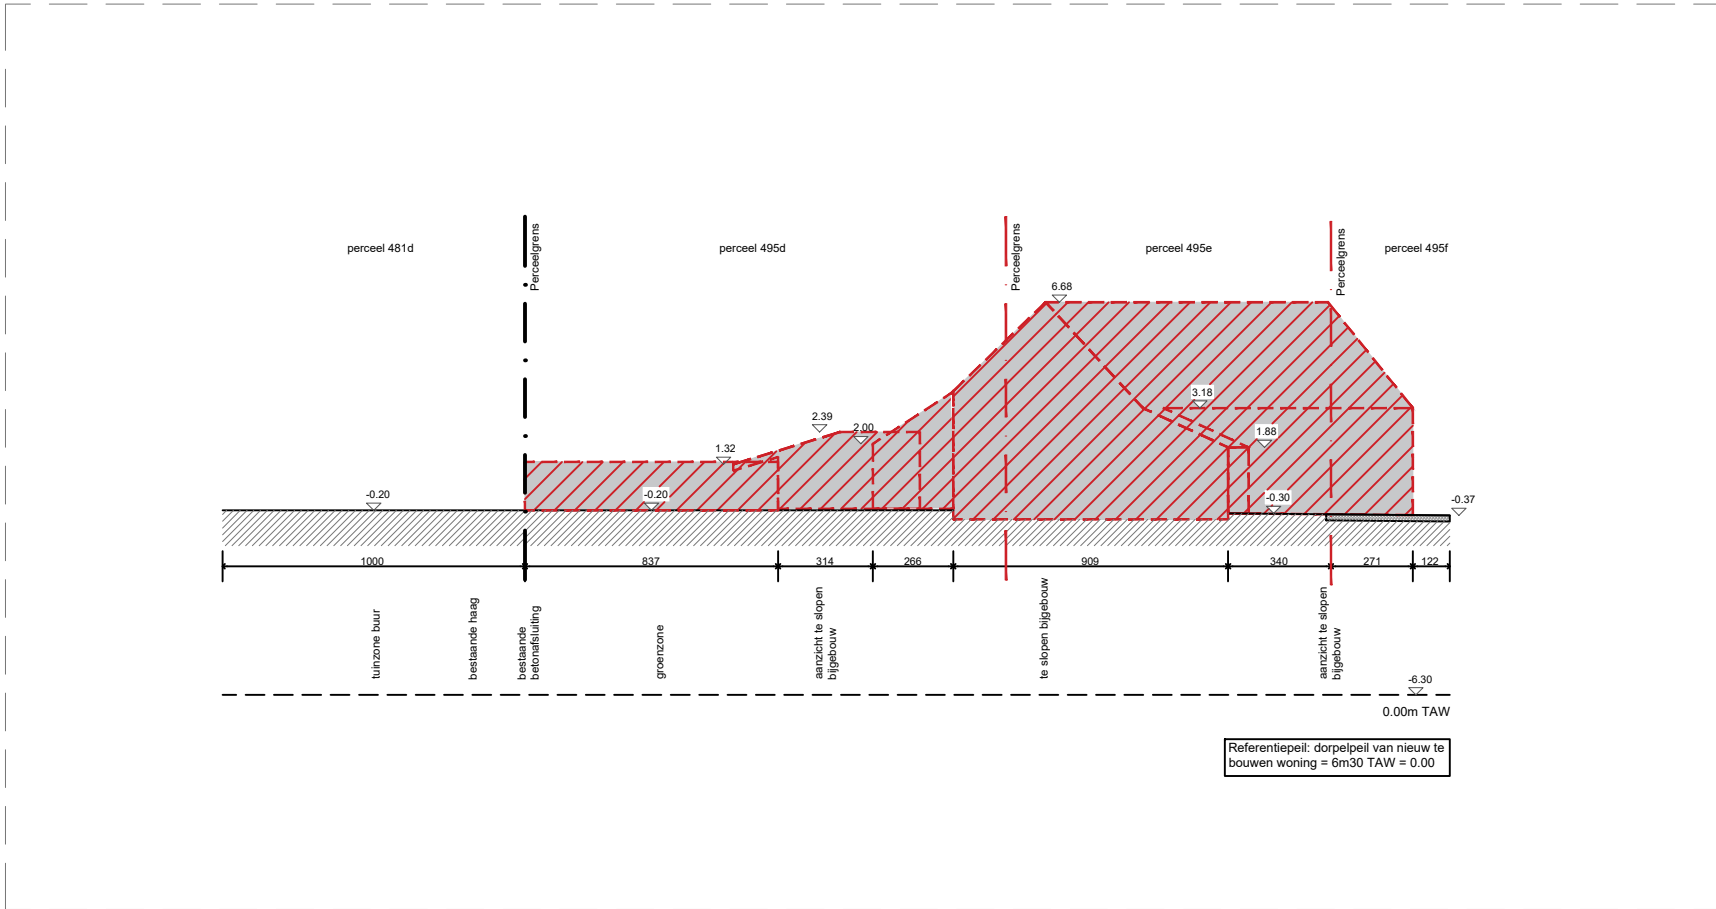 perceel 481d
Perceelgrens
perceel 495d
Perceelgrens
perceel 495e
Perceelgrens
perceel 495f
6.68
3.18
2.39
2.00
1.88
1.32
-0.20
-0.20
-0.30
-0.37
1000
837
314
266
909
340
271
122
tuinzone buur
bestaande haag
bestaande
betonafsluiting
groenzone
aanzicht te slopen
bijgebouw
te slopen bijgebouw
aanzicht te slopen
bijgebouw
-6.30
0.00m TAW
Referentiepeil: dorpelpeil van nieuw te
bouwen woning = 6m30 TAW = 0.00